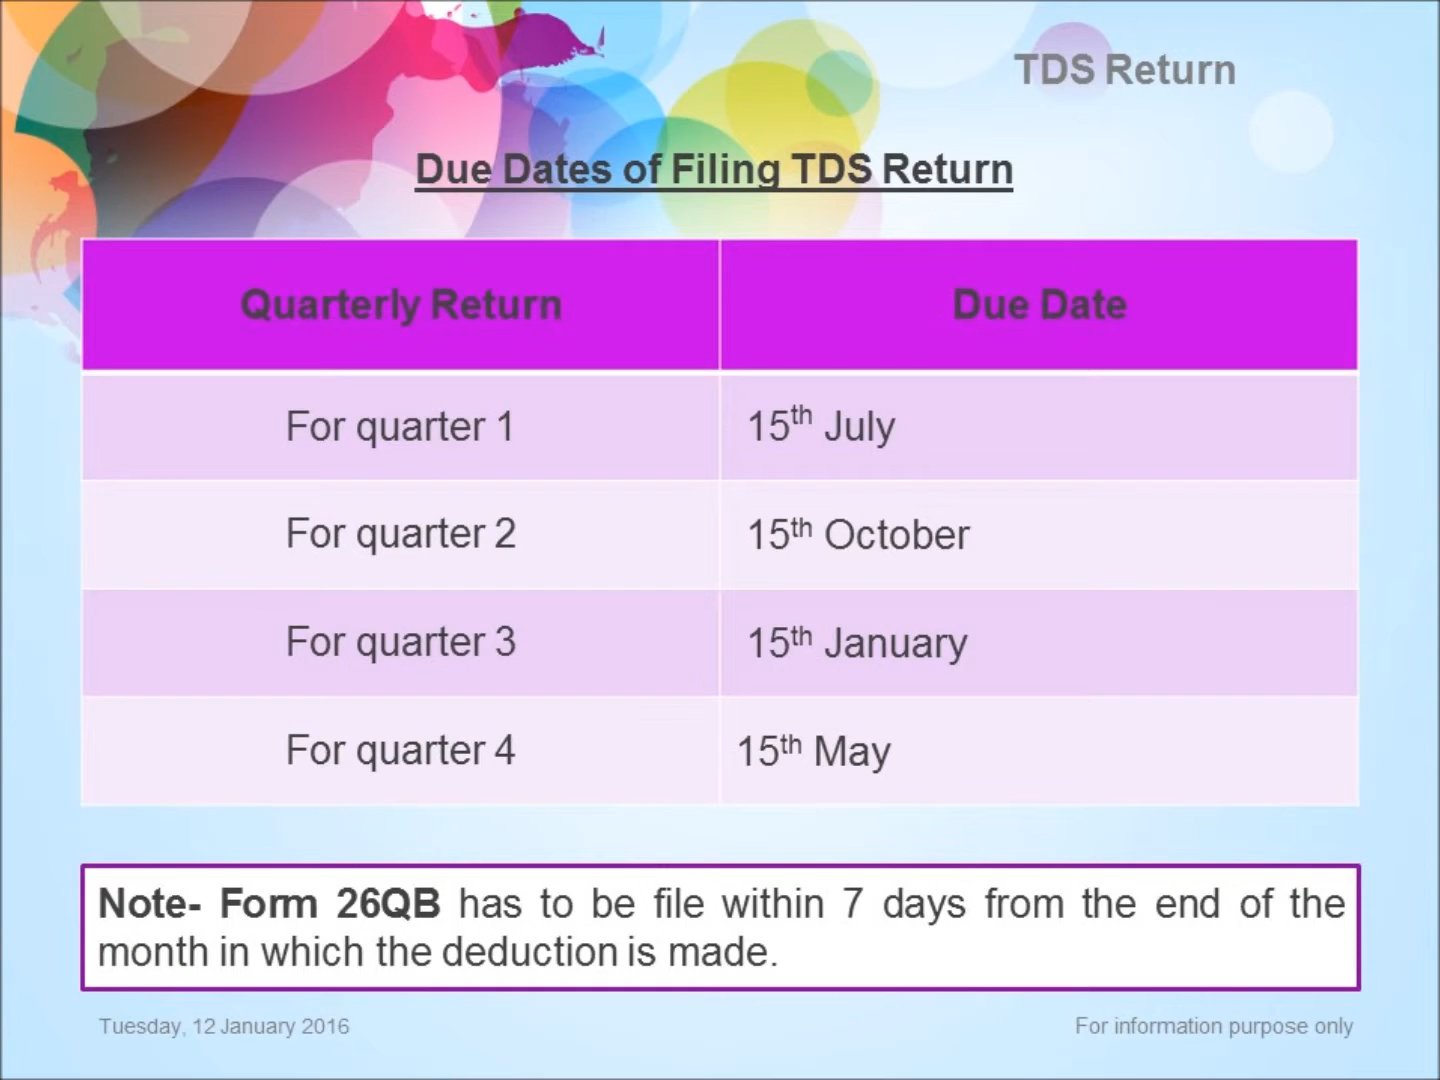 TDS Return
Due Dates of Filing TDS Return
Quarterly Return Due Date
For quarter 1 15th July
For quarter 2 15th October
For quarter 3 15th January
For quarter 4 15th May
Note- Form 26QB has to be file within 7 days from the end of the
month in which the deduction is made.
Tuesday, 12 January 2016 For information purpose only